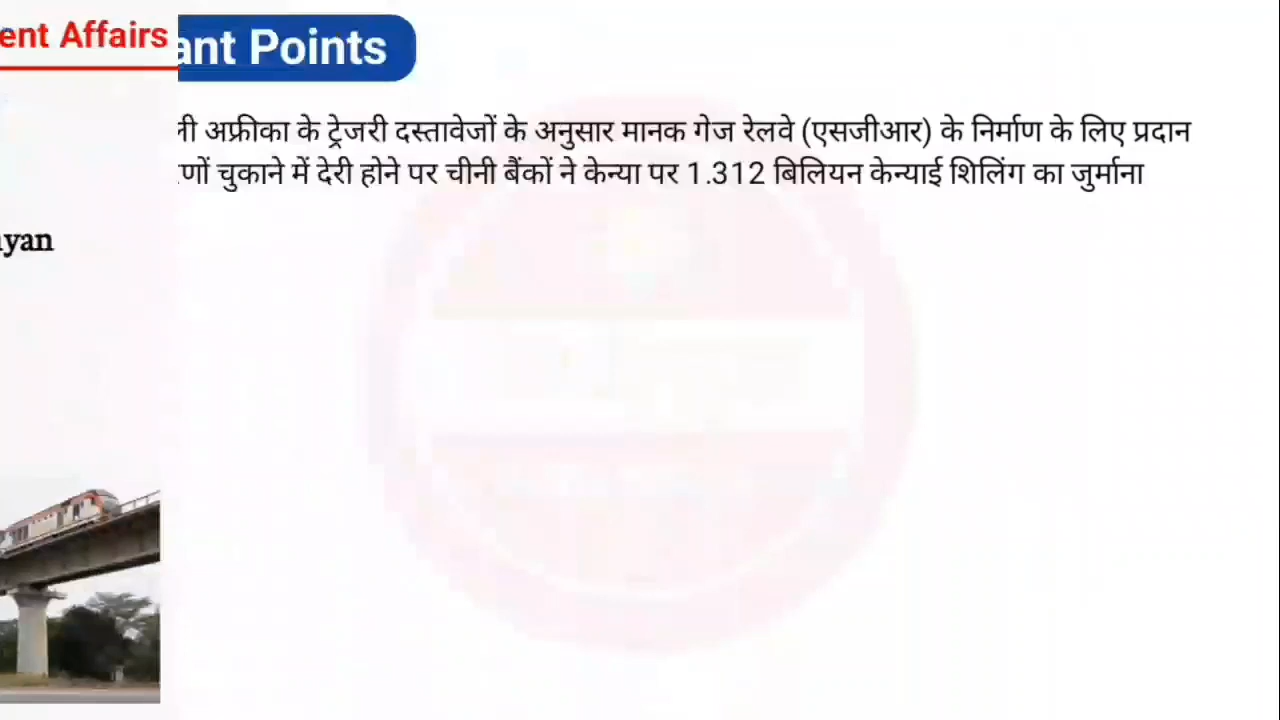 ent Affairs
ant Points
ली अफ्रीका के ट्रेजरी दस्तावेजों के अनुसार मानक गेज रेलवे (एसजीआर) के निर्माण के लिए प्रदान
णों चुकाने में देरी होने पर चीनी बैंकों ने केन्या पर 1.312 बिलियन केन्याई शिलिंग का जुर्माना
yan